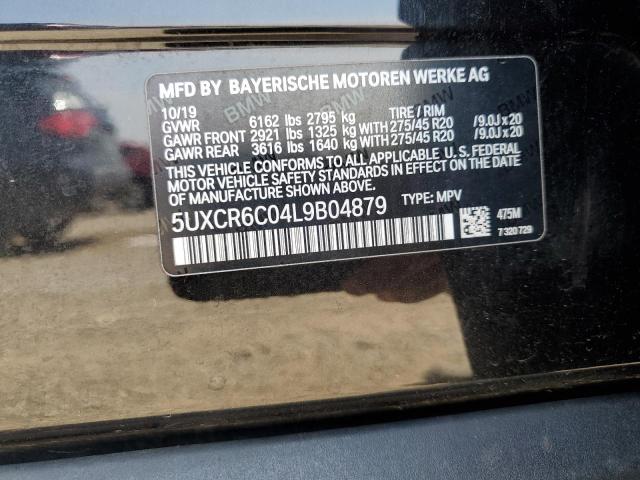 MFD BY BAYERISCHE MOTOREN WERKE AG
10/19
GVWR 6162 lbs 2795 kg TIRE / RIM
GAWR FRONT 2921 lbs 1325 kg WITH 275/45 R20 /9.0J x 20
GAWR REAR 3616 lbs 1640 kg WITH 275/45 R20 /9.0J x 20
THIS VEHICLE CONFORMS TO ALL APPLICABLE U.S. FEDERAL
MOTOR VEHICLE SAFETY STANDARDS IN EFFECT ON THE DATE
OF MANUFACTURE SHOWN ABOVE.
5UXCR6C04L9B04879 TYPE: MPV
475M
7 320 729